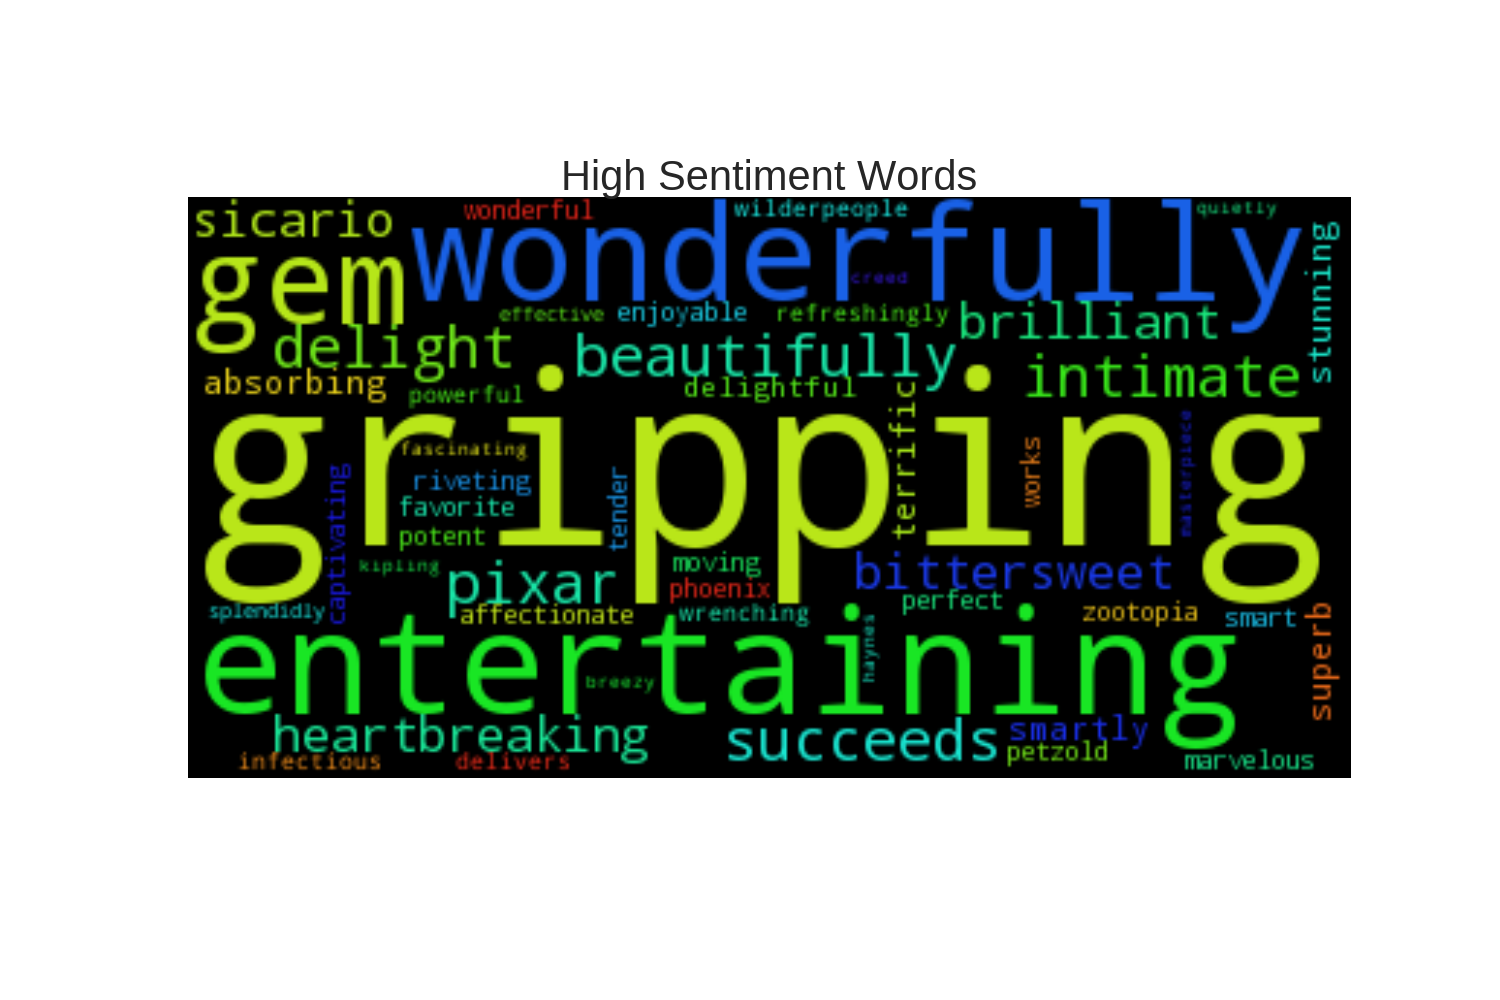 High Sentiment Words
sicario
wonderful
wilderpeople
quietly
wonderfully
gem
creed
stunning
effective
enjoyable
refreshingly
brilliant
delight
beautifully
intimate
absorbing
powerful
delightful
gripping
terrific
fascinating
riveting
favorite
potent
captivating
tender
works
masterpiece
kipling
pixar
moving
phoenix
bittersweet
splendidly
affectionate
wrenching
perfect
zootopia
smart
superb
entertaining
haynes
breezy
heartbreaking
succeeds
smartly
petzold
infectious
delivers
marvelous